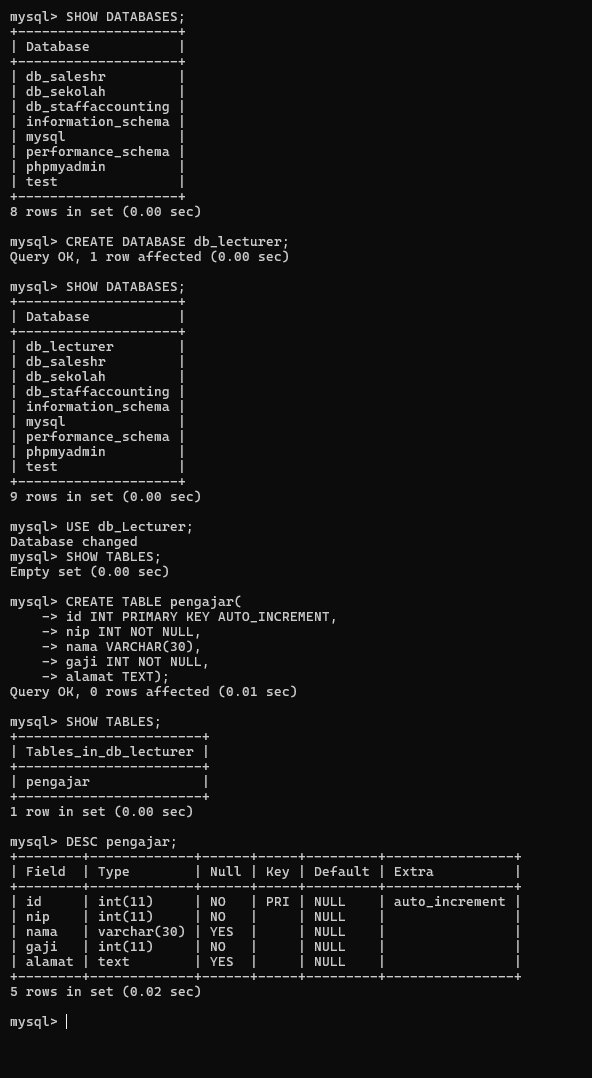 mysql> SHOW DATABASES;
+--------------------+
| Database           |
+--------------------+
| db_saleshr         |
| db_sekolah         |
| db_staffaccounting |
| information_schema |
| mysql              |
| performance_schema |
| phpmyadmin         |
| test               |
+--------------------+
8 rows in set (0.00 sec)

mysql> CREATE DATABASE db_lecturer;
Query OK, 1 row affected (0.00 sec)

mysql> SHOW DATABASES;
+--------------------+
| Database           |
+--------------------+
| db_lecturer        |
| db_saleshr         |
| db_sekolah         |
| db_staffaccounting |
| information_schema |
| mysql              |
| performance_schema |
| phpmyadmin         |
| test               |
+--------------------+
9 rows in set (0.00 sec)

mysql> USE db_Lecturer;
Database changed
mysql> SHOW TABLES;
Empty set (0.00 sec)

mysql> CREATE TABLE pengajar(
    -> id INT PRIMARY KEY AUTO_INCREMENT,
    -> nip INT NOT NULL,
    -> nama VARCHAR(30),
    -> gaji INT NOT NULL,
    -> alamat TEXT);
Query OK, 0 rows affected (0.01 sec)

mysql> SHOW TABLES;
+-----------------------+
| Tables_in_db_lecturer |
+-----------------------+
| pengajar              |
+-----------------------+
1 row in set (0.00 sec)

mysql> DESC pengajar;
+--------+-------------+------+-----+---------+----------------+
| Field  | Type        | Null | Key | Default | Extra          |
+--------+-------------+------+-----+---------+----------------+
| id     | int(11)     | NO   | PRI | NULL    | auto_increment |
| nip    | int(11)     | NO   |     | NULL    |                |
| nama   | varchar(30) | YES  |     | NULL    |                |
| gaji   | int(11)     | NO   |     | NULL    |                |
| alamat | text        | YES  |     | NULL    |                |
+--------+-------------+------+-----+---------+----------------+
5 rows in set (0.02 sec)

mysql>